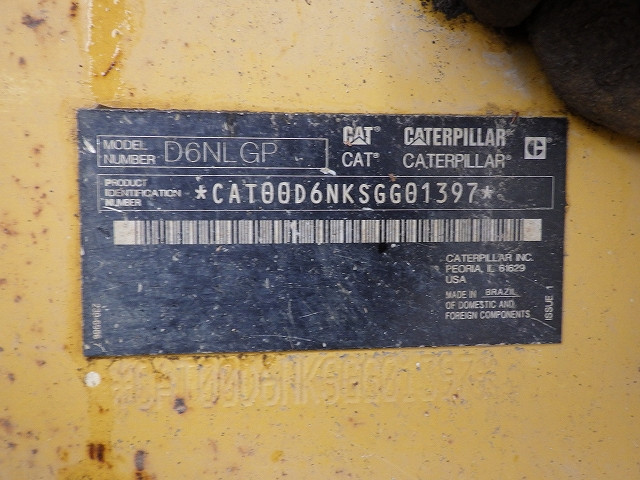 MODEL NUMBER D6NLGP
CAT® CATERPILLAR®
CAT® CATERPILLAR®
PRODUCT IDENTIFICATION NUMBER *CAT00D6NKSGG01397*
CATERPILLAR INC.
PEORIA, IL 61629
USA
MADE IN BRAZIL
OF DOMESTIC AND
FOREIGN COMPONENTS
ISSUE 1